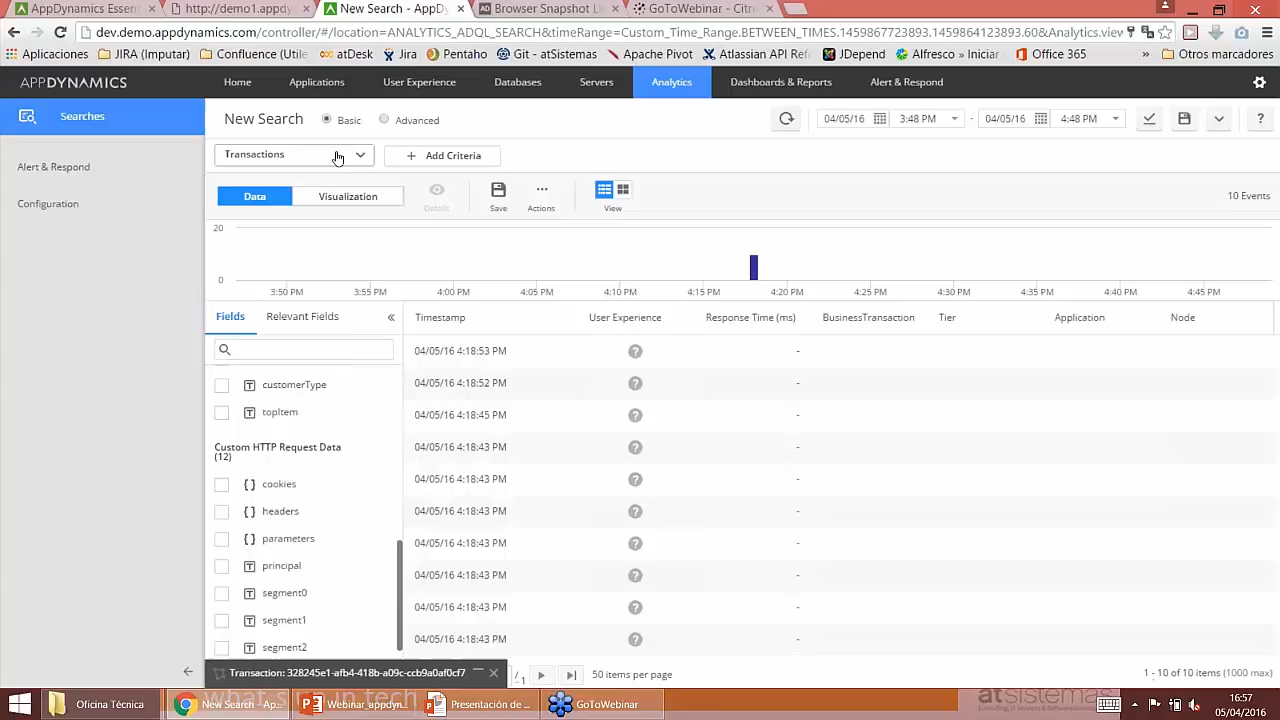 AppDynamics Essent
http://demo1.appdy
New Search - AppD
Browser Snapshot Li
GoToWebinar - Citri
dev.demo.appdynamics.com/controller/#/location=ANALYTICS_ADQL_SEARCH&timeRange=Custom_Time_Range.BETWEEN_TIMES.1459867723893.1459864123893.60&Analytics.view
Aplicaciones JIRA (Imputar) Confluence (Utile atDesk Jira Pentaho Git - atSistemas Apache Pivot Atlassian API Refe JDepend Alfresco » Iniciar Office 365 » Otros marcadores
APPDYNAMICS Home Applications User Experience Databases Servers Analytics Dashboards & Reports Alert & Respond
Searches
Alert & Respond
Configuration
New Search Basic Advanced 04/05/16 3:48 PM - 04/05/16 4:48 PM ?
Transactions + Add Criteria
Data Visualization Details Save Actions View 10 Events
20
0
3:50 PM 3:55 PM 4:00 PM 4:05 PM 4:10 PM 4:15 PM 4:20 PM 4:25 PM 4:30 PM 4:35 PM 4:40 PM 4:45 PM
Fields Relevant Fields «
customerType
topItem
Custom HTTP Request Data
(12)
cookies
headers
parameters
principal
segment0
segment1
segment2
Timestamp User Experience Response Time (ms) BusinessTransaction Tier Application Node
04/05/16 4:18:53 PM ? -
04/05/16 4:18:52 PM ? -
04/05/16 4:18:45 PM ? -
04/05/16 4:18:43 PM ? -
04/05/16 4:18:43 PM ? -
04/05/16 4:18:43 PM ? -
04/05/16 4:18:43 PM ? -
04/05/16 4:18:43 PM ? -
04/05/16 4:18:43 PM ? -
04/05/16 4:18:43 PM ? -
Transaction: 328245e1-afb4-418b-a09c-ccb9a0af0cf7 / 1 50 items per page 1 - 10 of 10 items (1000 max)
Oficina Técnica
New Search - Ap...
Webinar_appdyn...
Presentación de ...
GoToWebinar
atSistemas
16:57
05/04/2016